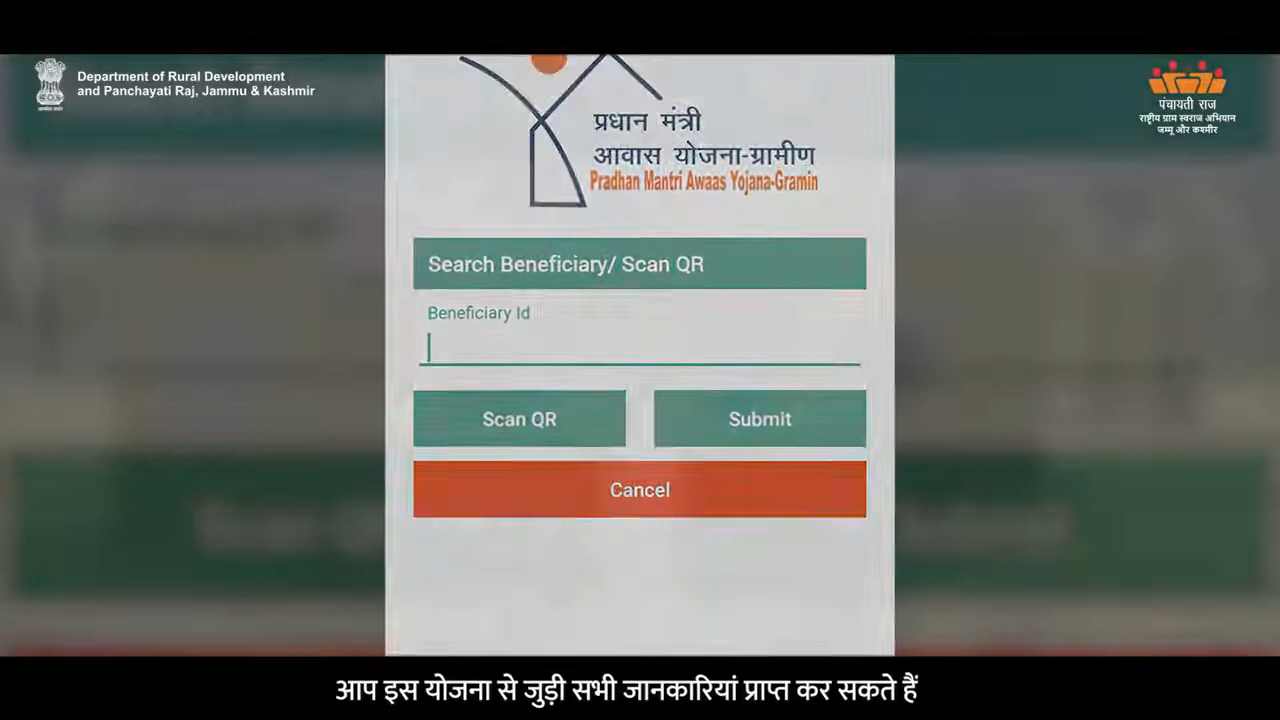 Department of Rural Development
and Panchayati Raj, Jammu & Kashmir
पंचायती राज
राष्ट्रीय ग्राम स्वराज अभियान
जम्मू और कश्मीर
प्रधान मंत्री
आवास योजना-ग्रामीण
Pradhan Mantri Awaas Yojana-Gramin
Search Beneficiary/ Scan QR
Beneficiary Id
Scan QR
Submit
Cancel
आप इस योजना से जुड़ी सभी जानकारियां प्राप्त कर सकते हैं